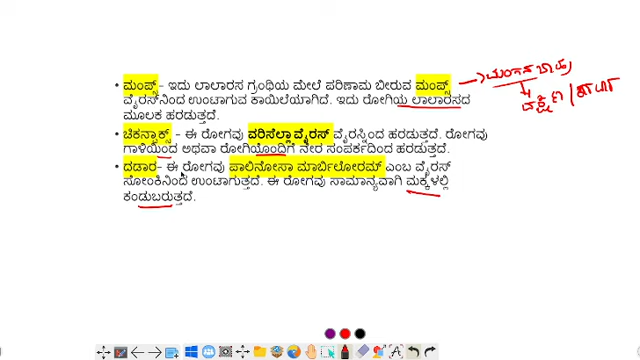 • ಮಂಪ್ಸ್- ಇದು ಲಾಲಾರಸ ಗ್ರಂಥಿಯ ಮೇಲೆ ಪರಿಣಾಮ ಬೀರುವ ಮಂಪ್ಸ್
ವೈರಸ್‌ನಿಂದ ಉಂಟಾಗುವ ಕಾಯಿಲೆಯಾಗಿದೆ. ಇದು ರೋಗಿಯ ಲಾಲಾರಸದ
ಮೂಲಕ ಹರಡುತ್ತದೆ.
• ಚಿಕನ್ಪಾಕ್ಸ್ - ಈ ರೋಗವು ವರಿಸೆಲ್ಲಾ ವೈರಸ್ ವೈರಸ್ನಿಂದ ಹರಡುತ್ತದೆ. ರೋಗವು
ಗಾಳಿಯಿಂದ ಅಥವಾ ರೋಗಿಯೊಂದಿಗೆ ನೇರ ಸಂಪರ್ಕದಿಂದ ಹರಡುತ್ತದೆ.
• ದಡಾರ- ಈ ರೋಗವು ಪಾಲಿನೋಸಾ ಮಾರ್ಬಿಲೋರಮ್ ಎಂಬ ವೈರಸ್
ಸೋಂಕಿನಿಂದ ಉಂಟಾಗುತ್ತದೆ. ಈ ರೋಗವು ಸಾಮಾನ್ಯವಾಗಿ ಮಕ್ಕಳಲ್ಲಿ
ಕಂಡುಬರುತ್ತದೆ.